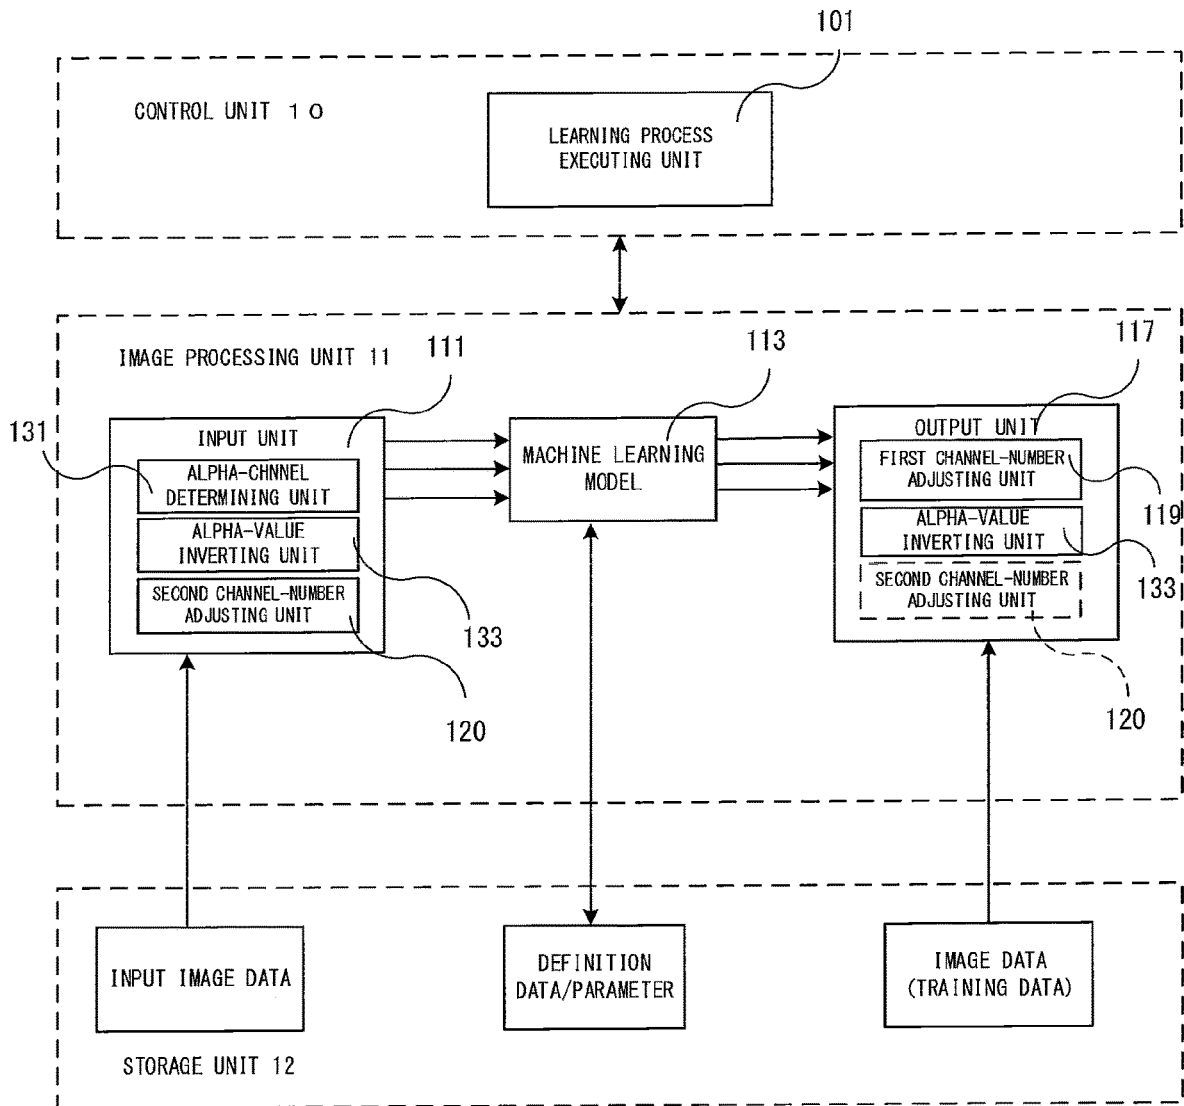 101
CONTROL UNIT 10
LEARNING PROCESS
EXECUTING UNIT
IMAGE PROCESSING UNIT 11
111
113
117
131
INPUT UNIT
ALPHA-CHNNEL
DETERMINING UNIT
ALPHA-VALUE
INVERTING UNIT
SECOND CHANNEL-NUMBER
ADJUSTING UNIT
133
120
MACHINE LEARNING
MODEL
OUTPUT UNIT
FIRST CHANNEL-NUMBER
ADJUSTING UNIT
119
ALPHA-VALUE
INVERTING UNIT
133
SECOND CHANNEL-NUMBER
ADJUSTING UNIT
120
INPUT IMAGE DATA
DEFINITION
DATA/PARAMETER
IMAGE DATA
(TRAINING DATA)
STORAGE UNIT 12